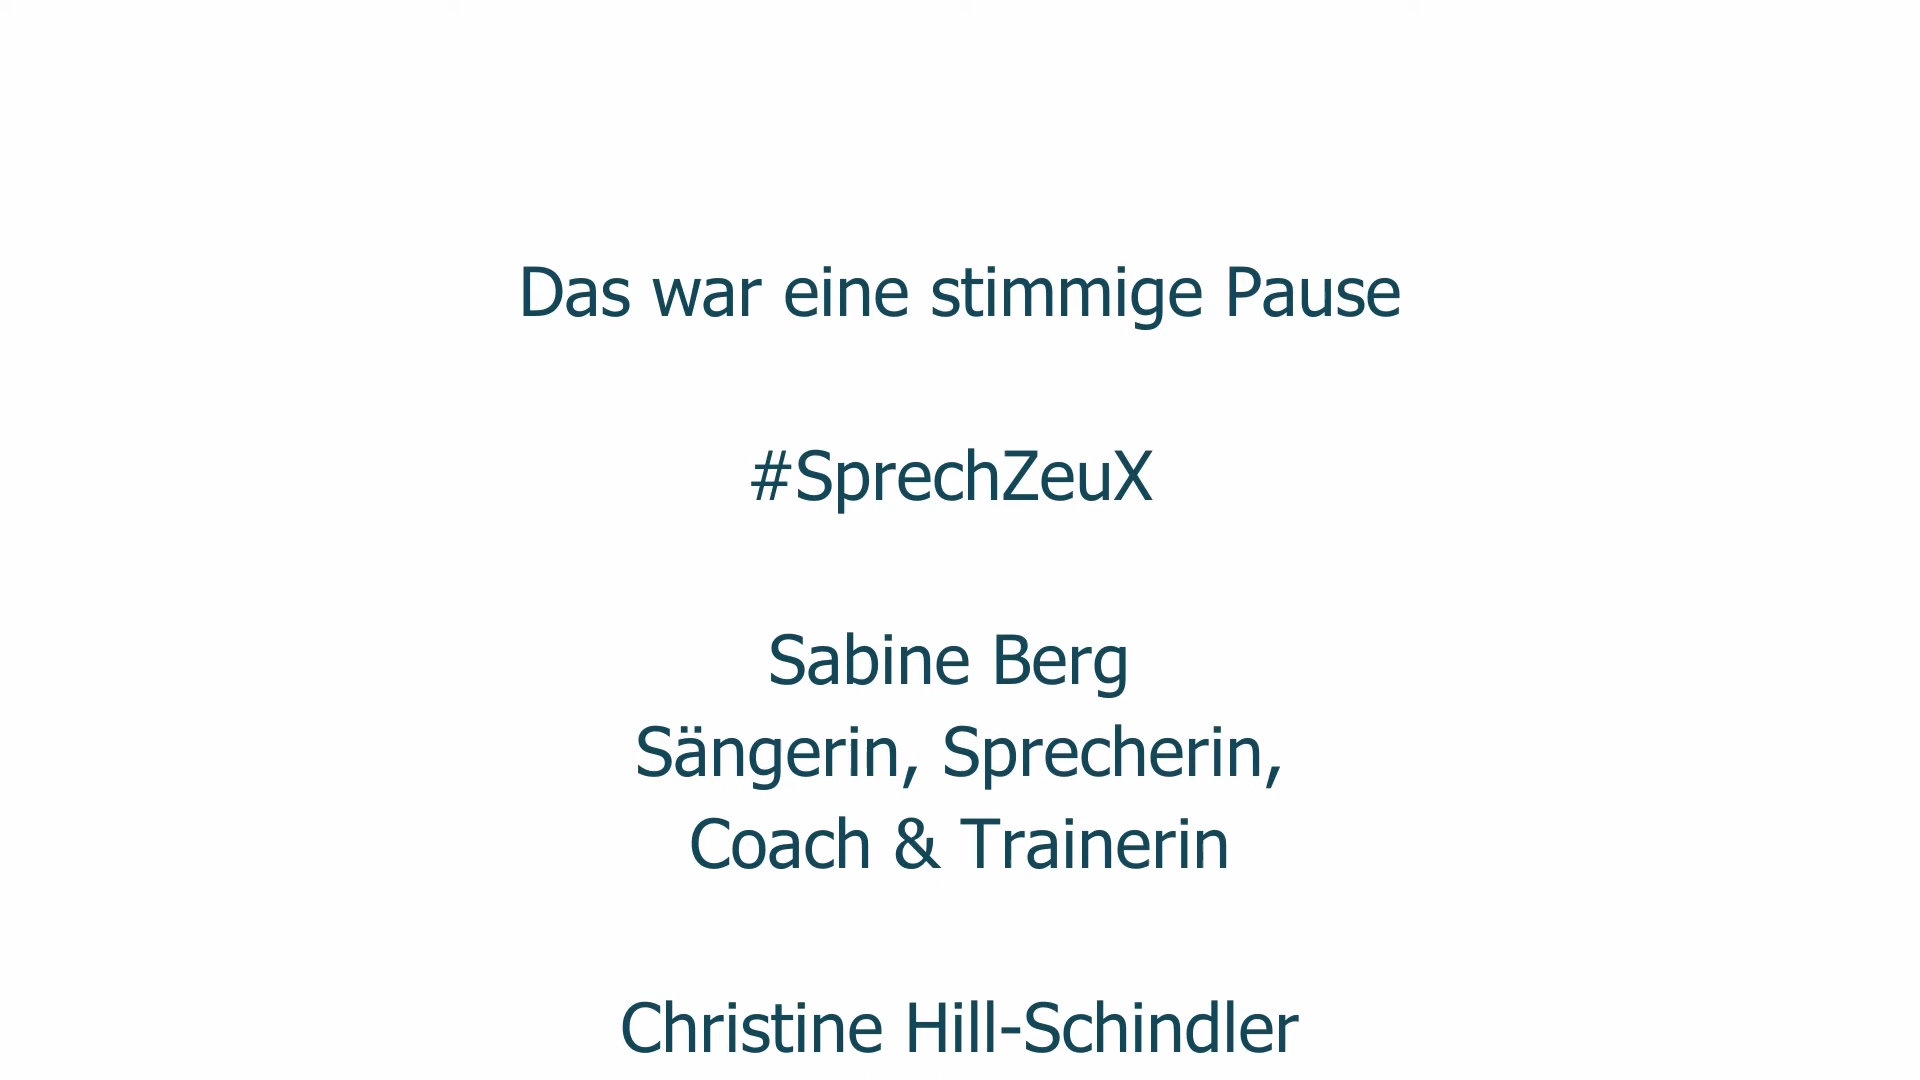 Das war eine stimmige Pause
#SprechZeuX
Sabine Berg
Sängerin, Sprecherin,
Coach & Trainerin
Christine Hill-Schindler